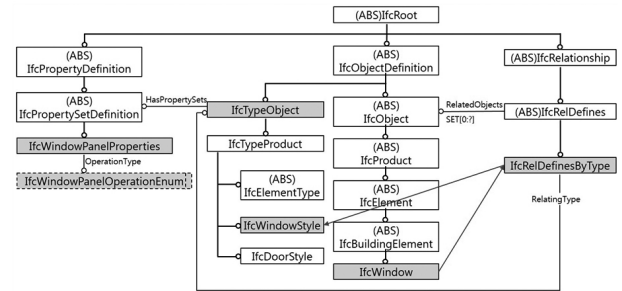 (ABS)IfcRoot
(ABS)
IfcPropertyDefinition
(ABS)
IfcObjectDefinition
(ABS)IfcRelationship
(ABS)
IfcPropertySetDefinition
HasPropertySets
IfcTypeObject
(ABS)
IfcObject
RelatedObjects
SET[0:?]
(ABS)IfcRelDefines
IfcWindowPanelProperties
OperationType
IfcWindowPanelOperationEnum
IfcTypeProduct
(ABS)
IfcProduct
IfcRelDefinesByType
RelatingType
(ABS)
IfcElementType
(ABS)
IfcElement
IfcWindowStyle
(ABS)
IfcBuildingElement
IfcDoorStyle
IfcWindow